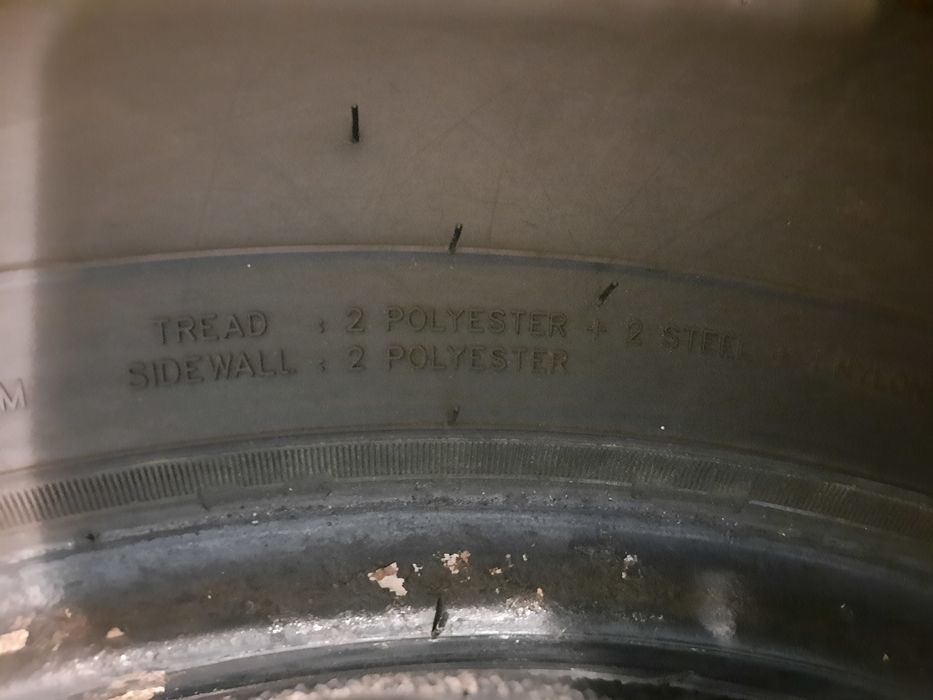 TREAD : 2 POLYESTER + 2 STEEL
SIDEWALL : 2 POLYESTER
M